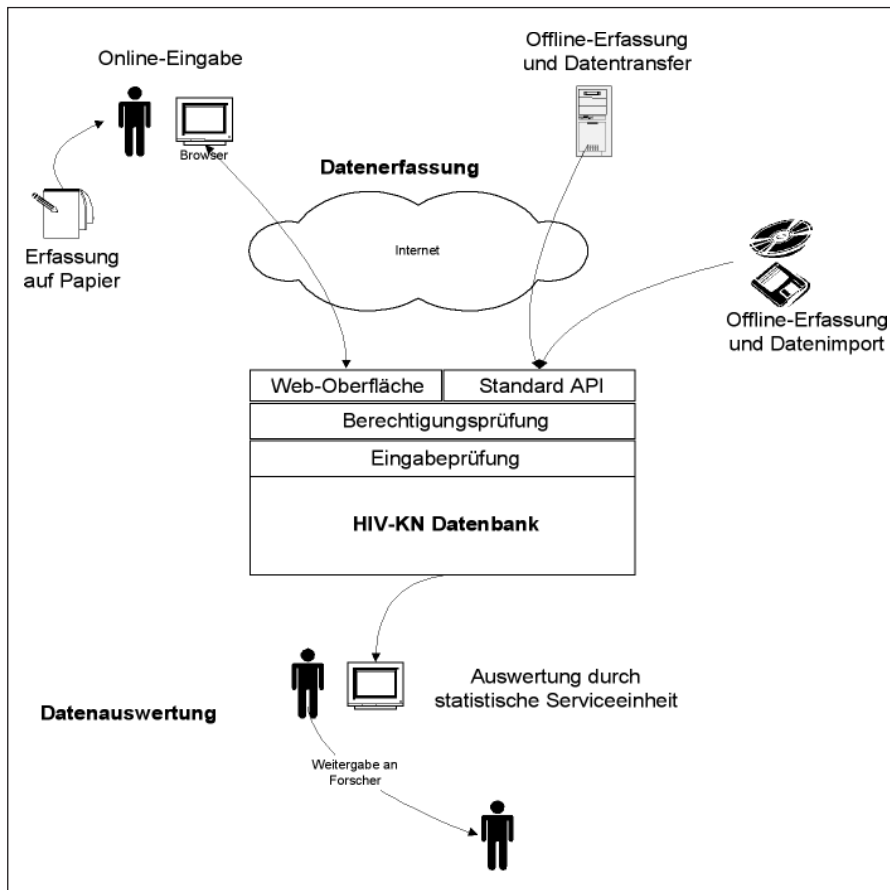 Online-Eingabe
Offline-Erfassung
und Datentransfer
Browser
Datenerfassung
Erfassung
auf Papier
Internet
Offline-Erfassung
und Datenimport
Web-Oberfläche
Standard API
Berechtigungsprüfung
Eingabeprüfung
HIV-KN Datenbank
Auswertung durch
statistische Serviceeinheit
Datenauswertung
Weitergabe an
Forscher